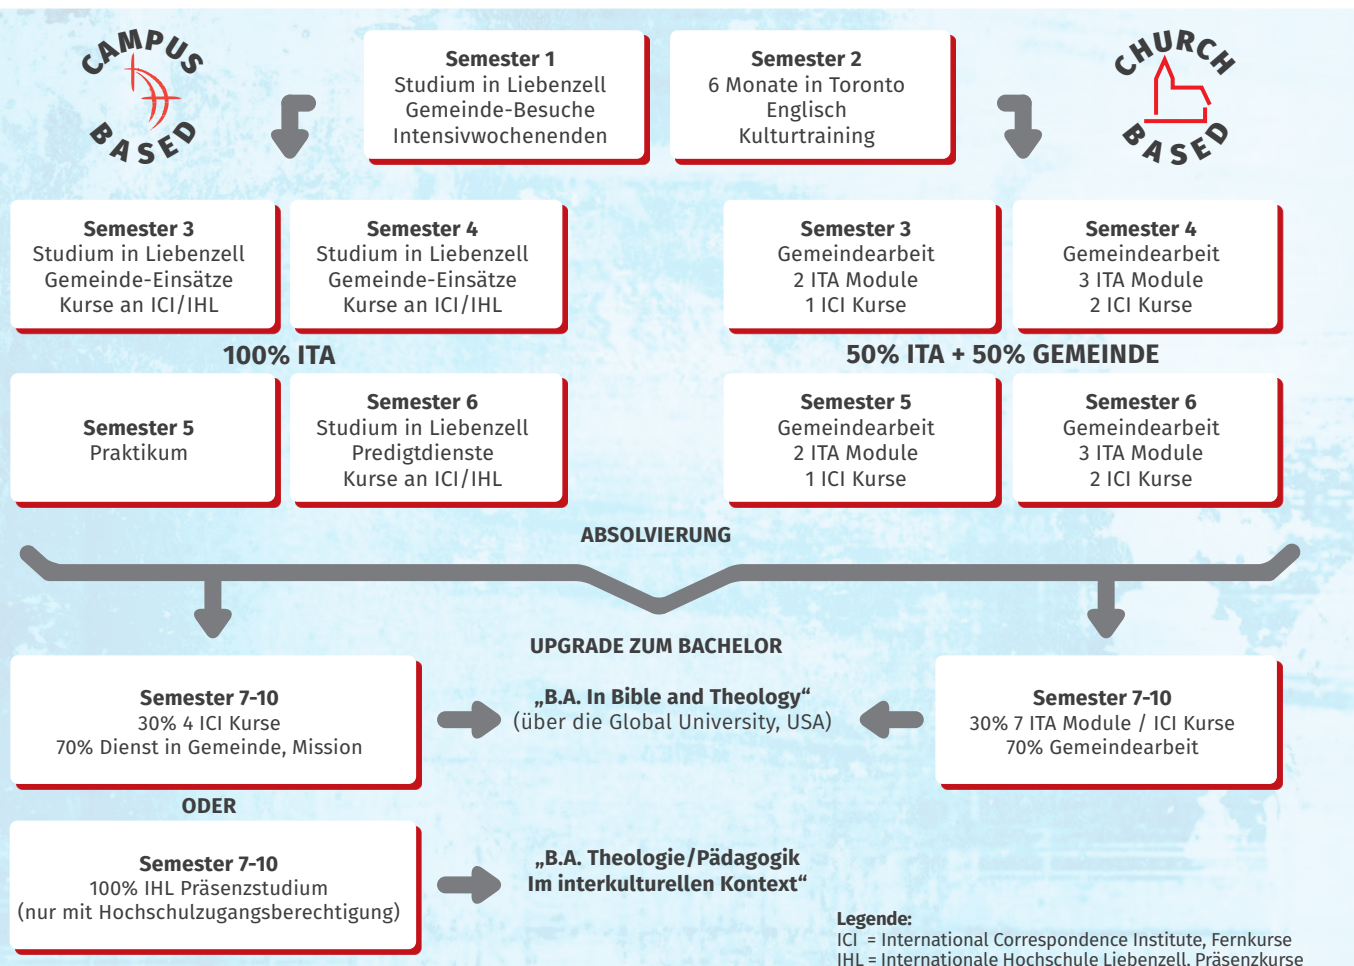 CAMPUS
BASED
Semester 1
Studium in Liebenzell
Gemeinde-Besuche
Intensivwochenenden
Semester 2
6 Monate in Toronto
Englisch
Kulturtraining
CHURCH
BASED
Semester 3
Studium in Liebenzell
Gemeinde-Einsätze
Kurse an ICI/IHL
Semester 4
Studium in Liebenzell
Gemeinde-Einsätze
Kurse an ICI/IHL
Semester 3
Gemeindearbeit
2 ITA Module
1 ICI Kurse
Semester 4
Gemeindearbeit
3 ITA Module
2 ICI Kurse
100% ITA
50% ITA + 50% GEMEINDE
Semester 5
Praktikum
Semester 6
Studium in Liebenzell
Predigtdienste
Kurse an ICI/IHL
Semester 5
Gemeindearbeit
2 ITA Module
1 ICI Kurse
Semester 6
Gemeindearbeit
3 ITA Module
2 ICI Kurse
ABSOLVIERUNG
UPGRADE ZUM BACHELOR
Semester 7-10
30% 4 ICI Kurse
70% Dienst in Gemeinde, Mission
„B.A. In Bible and Theology“
(über die Global University, USA)
Semester 7-10
30% 7 ITA Module / ICI Kurse
70% Gemeindearbeit
ODER
Semester 7-10
100% IHL Präsenzstudium
(nur mit Hochschulzugangsberechtigung)
„B.A. Theologie/Pädagogik
Im interkulturellen Kontext“
Legende:
ICI = International Correspondence Institute, Fernkurse
IHL = Internationale Hochschule Liebenzell, Präsenzkurse